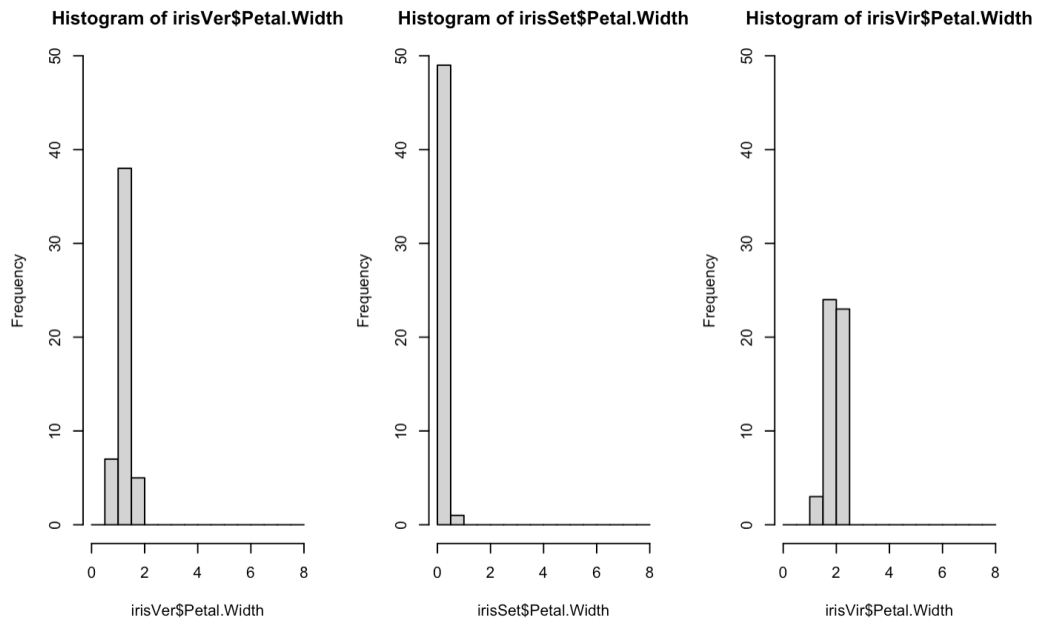 Histogram of irisVer$Petal.Width
50
40
30
20
10
0
Frequency
0 2 4 6 8
irisVer$Petal.Width
Histogram of irisSet$Petal.Width
50
40
30
20
10
0
Frequency
0 2 4 6 8
irisSet$Petal.Width
Histogram of irisVir$Petal.Width
50
40
30
20
10
0
Frequency
0 2 4 6 8
irisVir$Petal.Width